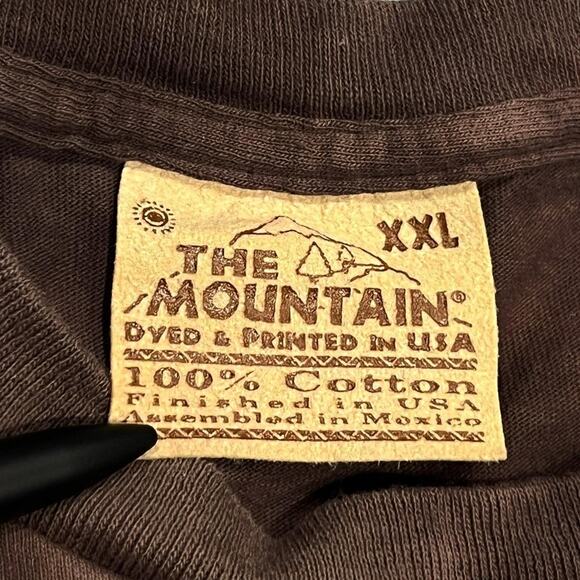 XXL
THE
MOUNTAIN®
DYED & PRINTED IN USA
100% Cotton
Finished in USA
Assembled in Mexico